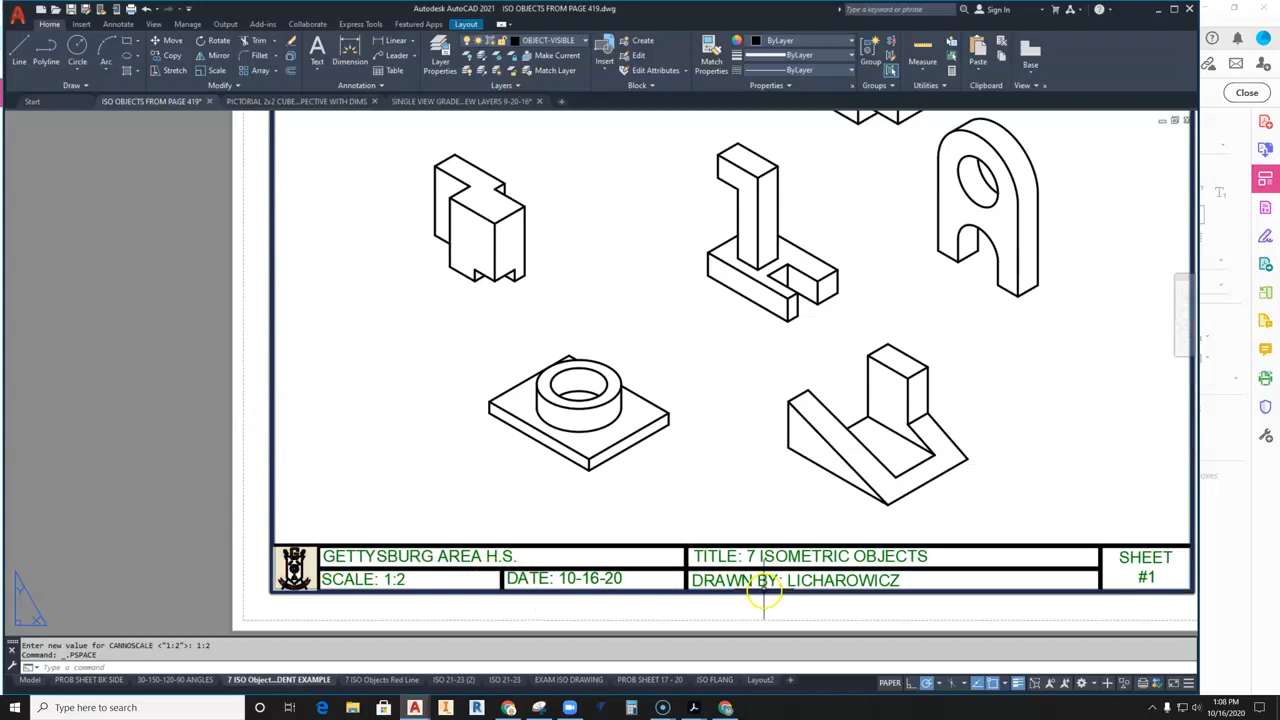 Autodesk AutoCAD 2021 ISO OBJECTS FROM PAGE 419.dwg
Type a keyword or phrase
Sign In
Home Insert Annotate View Manage Output Add-ins Collaborate Express Tools Featured Apps Layout
Line Polyline Circle Arc
Move Rotate Trim
Copy Mirror Fillet
Stretch Scale Array
Text Dimension
Linear
Leader
Table
Layer Properties
OBJECT-VISIBLE
Make Current
Match Layer
Insert
Create
Edit
Edit Attributes
Match Properties
ByLayer
ByLayer
ByLayer
Group
Measure
Paste
Base
Draw Modify Annotation Layers Block Properties Groups Utilities Clipboard View
Close
Start ISO OBJECTS FROM PAGE 419* PICTORIAL 2x2 CUBE...PECTIVE WITH DIMS SINGLE VIEW GRADE...EW LAYERS 9-20-16*
GETTYSBURG AREA H.S.
SCALE: 1:2
DATE: 10-16-20
TITLE: 7 ISOMETRIC OBJECTS
DRAWN BY: LICHAROWICZ
SHEET
#1
Enter new value for CANNOSCALE <"1:2">: 1:2
Command: _.PSPACE
Type a command
Model PROB SHEET BK SIDE 30-150-120-90 ANGLES 7 ISO Object...DENT EXAMPLE 7 ISO Objects Red Line ISO 21-23 (2) ISO 21-23 EXAM ISO DRAWING PROB SHEET 17 - 20 ISO FLANG Layout2
PAPER
Type here to search
1:08 PM
10/16/2020